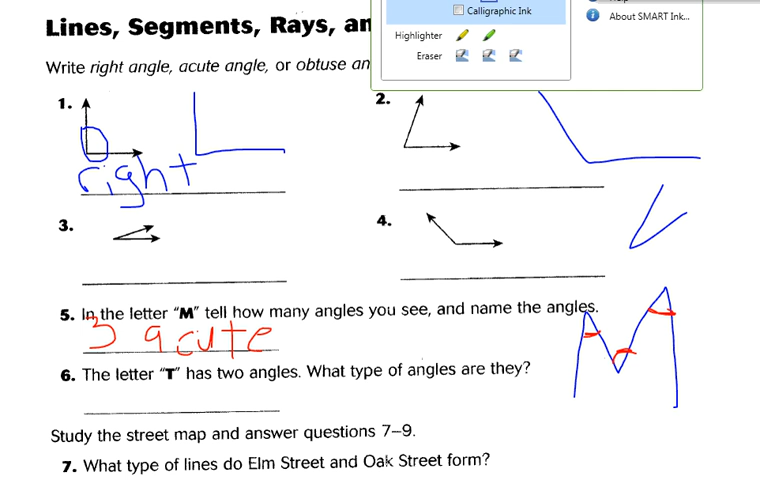 Lines, Segments, Rays, an
Calligraphic Ink
About SMART Ink...
Highlighter
Eraser
Write right angle, acute angle, or obtuse an
1.
2.
right
3.
4.
5. In the letter "M" tell how many angles you see, and name the angles.
3 acute
M
6. The letter "T" has two angles. What type of angles are they?
Study the street map and answer questions 7–9.
7. What type of lines do Elm Street and Oak Street form?